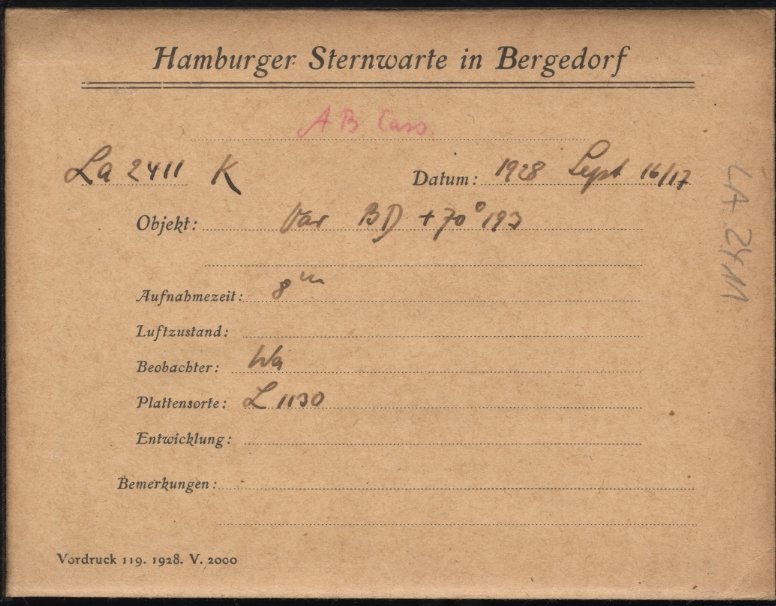 Hamburger Sternwarte in Bergedorf
AB Cass.
La 2411 K Datum: 1928 Sept 16/17
Objekt: Var BD +70° 193
Aufnahmezeit: 8m
Luftzustand:
Beobachter: Wa
Plattensorte: L 1130
Entwicklung:
Bemerkungen:
Vordruck 119. 1928. V. 2000
LA 2411